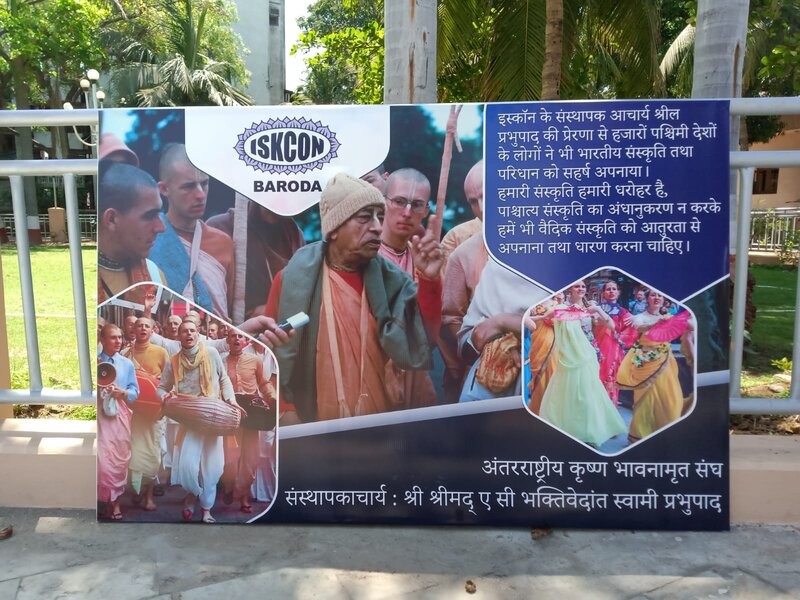 ISKCON
BARODA
इस्कॉन के संस्थापक आचार्य श्रील
प्रभुपाद की प्रेरणा से हजारों पश्चिमी देशों
के लोगों ने भी भारतीय संस्कृति तथा
परिधान को सहर्ष अपनाया।
हमारी संस्कृति हमारी धरोहर है,
पाश्चात्य संस्कृति का अंधानुकरण न करके
हमें भी वैदिक संस्कृति को आतुरता से
अपनाना तथा धारण करना चाहिए।
अंतरराष्ट्रीय कृष्ण भावनामृत संघ
संस्थापकाचार्य : श्री श्रीमद् ए सी भक्तिवेदांत स्वामी प्रभुपाद